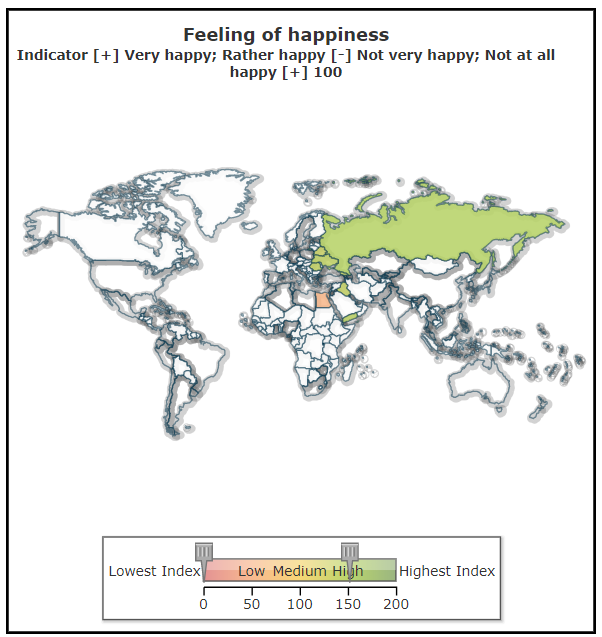 Feeling of happiness
Indicator [+] Very happy; Rather happy [-] Not very happy; Not at all
happy [+] 100
Lowest Index Low Medium High Highest Index
0 50 100 150 200